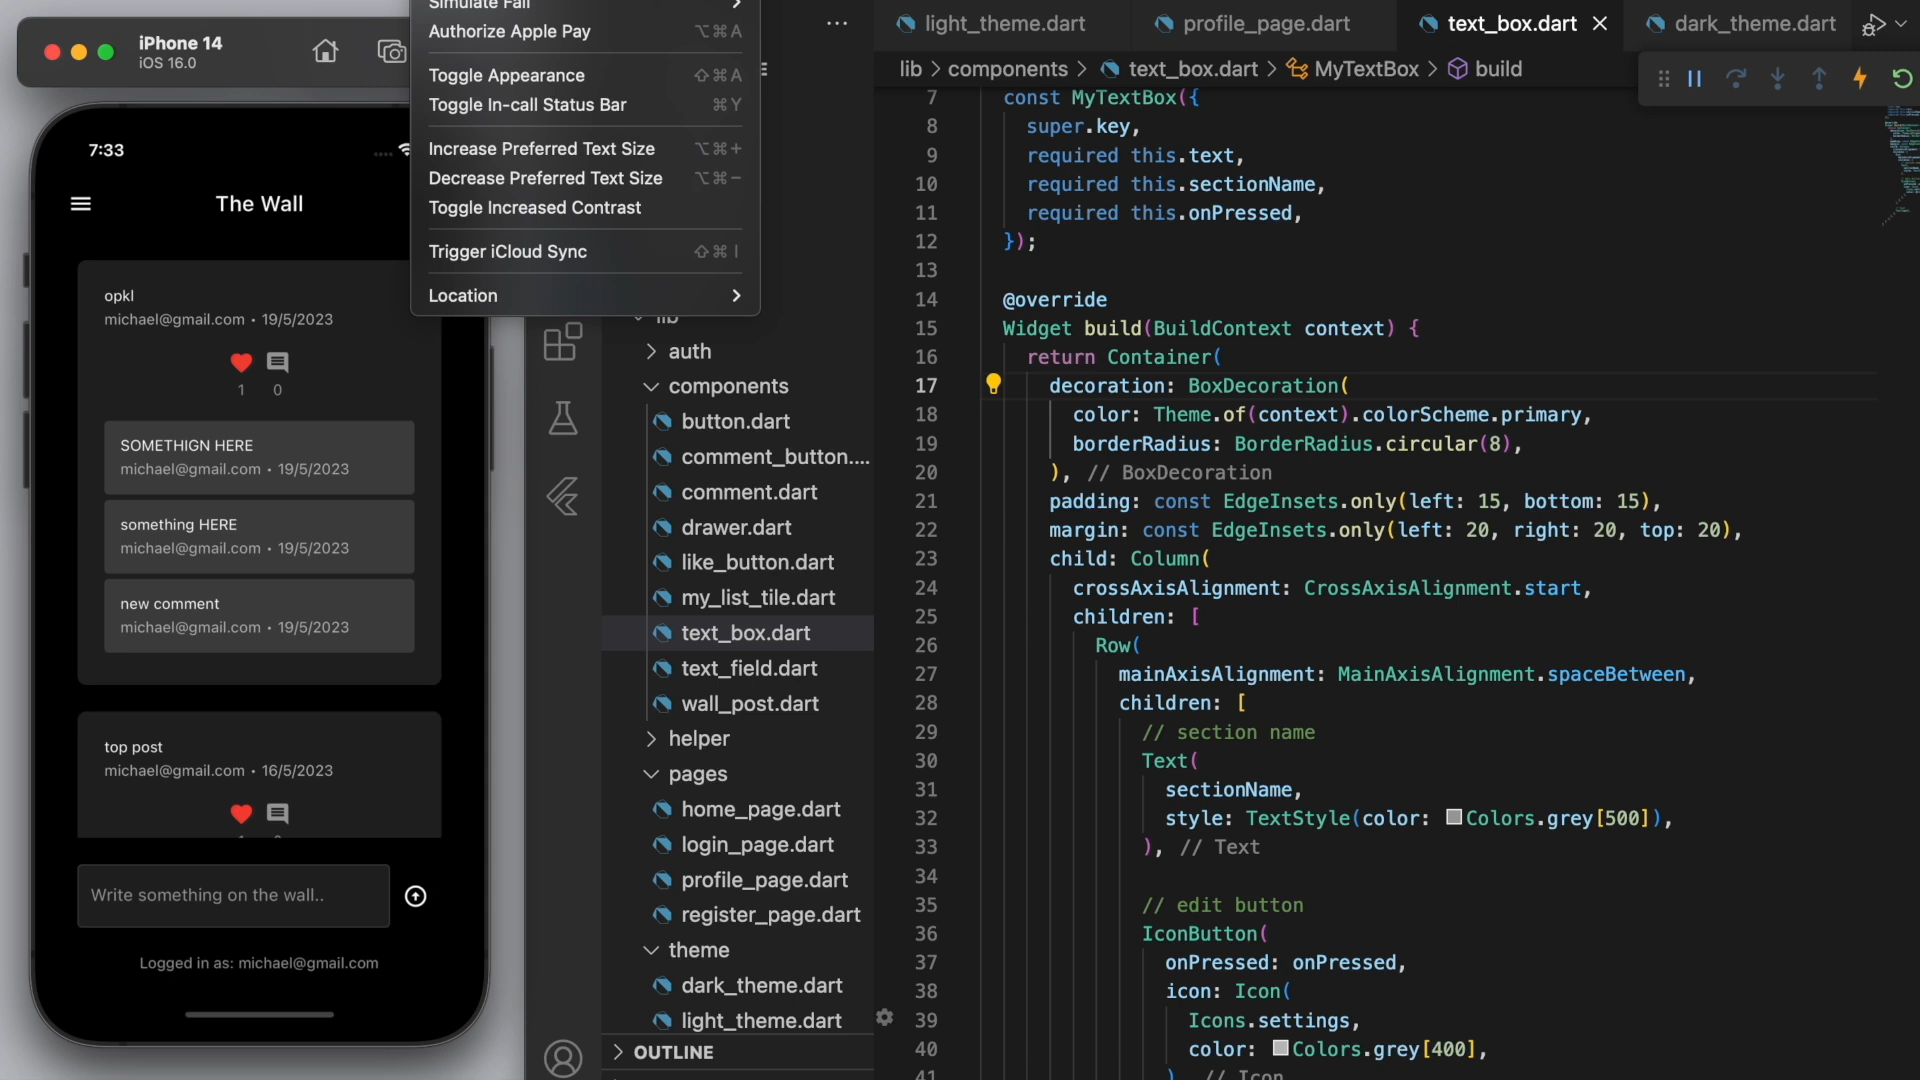 iPhone 14
iOS 16.0
7:33
The Wall
opkl
michael@gmail.com • 19/5/2023
1 0
SOMETHIGN HERE
michael@gmail.com • 19/5/2023
something HERE
michael@gmail.com • 19/5/2023
new comment
michael@gmail.com • 19/5/2023
top post
michael@gmail.com • 16/5/2023
Write something on the wall..
Logged in as: michael@gmail.com
Simulate Fall
Authorize Apple Pay ⌥⌘A
Toggle Appearance ⇧⌘A
Toggle In-call Status Bar ⌘Y
Increase Preferred Text Size ⌥⌘+
Decrease Preferred Text Size ⌥⌘−
Toggle Increased Contrast
Trigger iCloud Sync ⇧⌘I
Location
lib
auth
components
button.dart
comment_button....
comment.dart
drawer.dart
like_button.dart
my_list_tile.dart
text_box.dart
text_field.dart
wall_post.dart
helper
pages
home_page.dart
login_page.dart
profile_page.dart
register_page.dart
theme
dark_theme.dart
light_theme.dart
OUTLINE
light_theme.dart profile_page.dart text_box.dart dark_theme.dart
lib > components > text_box.dart > MyTextBox > build
7 const MyTextBox({
8 super.key,
9 required this.text,
10 required this.sectionName,
11 required this.onPressed,
12 });
13
14 @override
15 Widget build(BuildContext context) {
16 return Container(
17 decoration: BoxDecoration(
18 color: Theme.of(context).colorScheme.primary,
19 borderRadius: BorderRadius.circular(8),
20 ), // BoxDecoration
21 padding: const EdgeInsets.only(left: 15, bottom: 15),
22 margin: const EdgeInsets.only(left: 20, right: 20, top: 20),
23 child: Column(
24 crossAxisAlignment: CrossAxisAlignment.start,
25 children: [
26 Row(
27 mainAxisAlignment: MainAxisAlignment.spaceBetween,
28 children: [
29 // section name
30 Text(
31 sectionName,
32 style: TextStyle(color: Colors.grey[500]),
33 ), // Text
34
35 // edit button
36 IconButton(
37 onPressed: onPressed,
38 icon: Icon(
39 Icons.settings,
40 color: Colors.grey[400],
41 ), // Icon